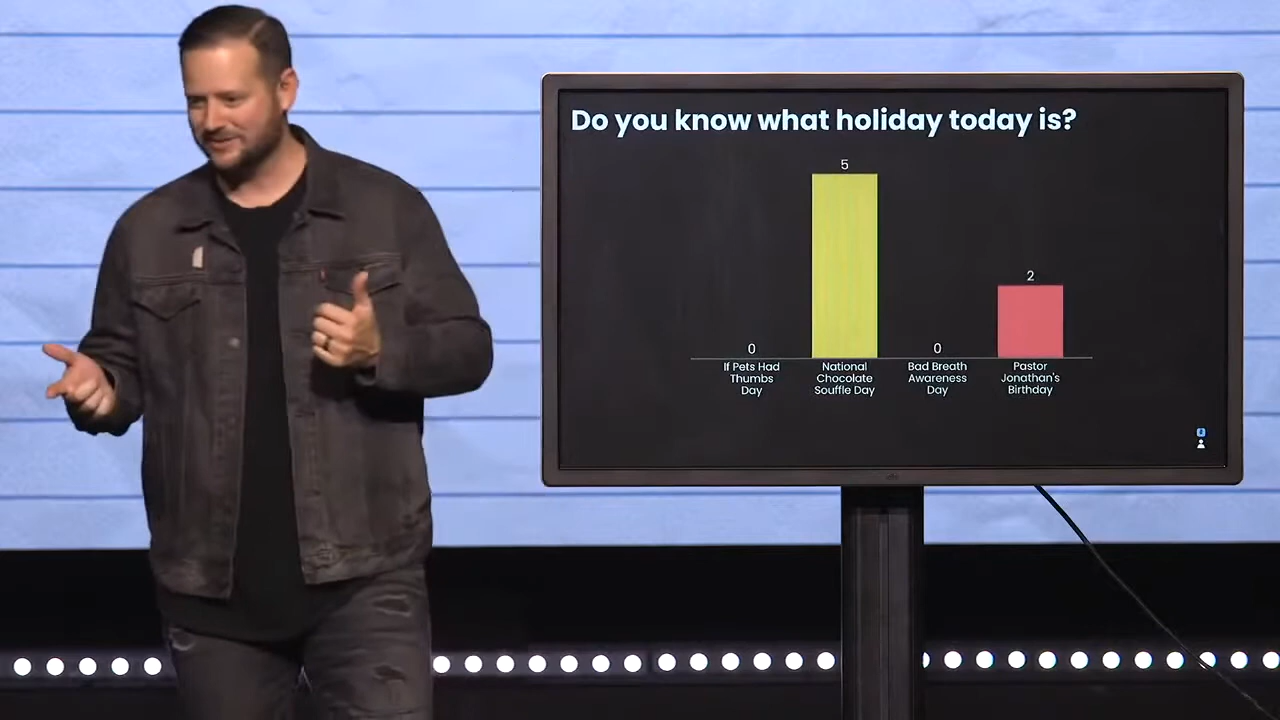 Do you know what holiday today is?
5
2
0
0
If Pets Had
Thumbs
Day
National
Chocolate
Souffle Day
Bad Breath
Awareness
Day
Pastor
Jonathan's
Birthday